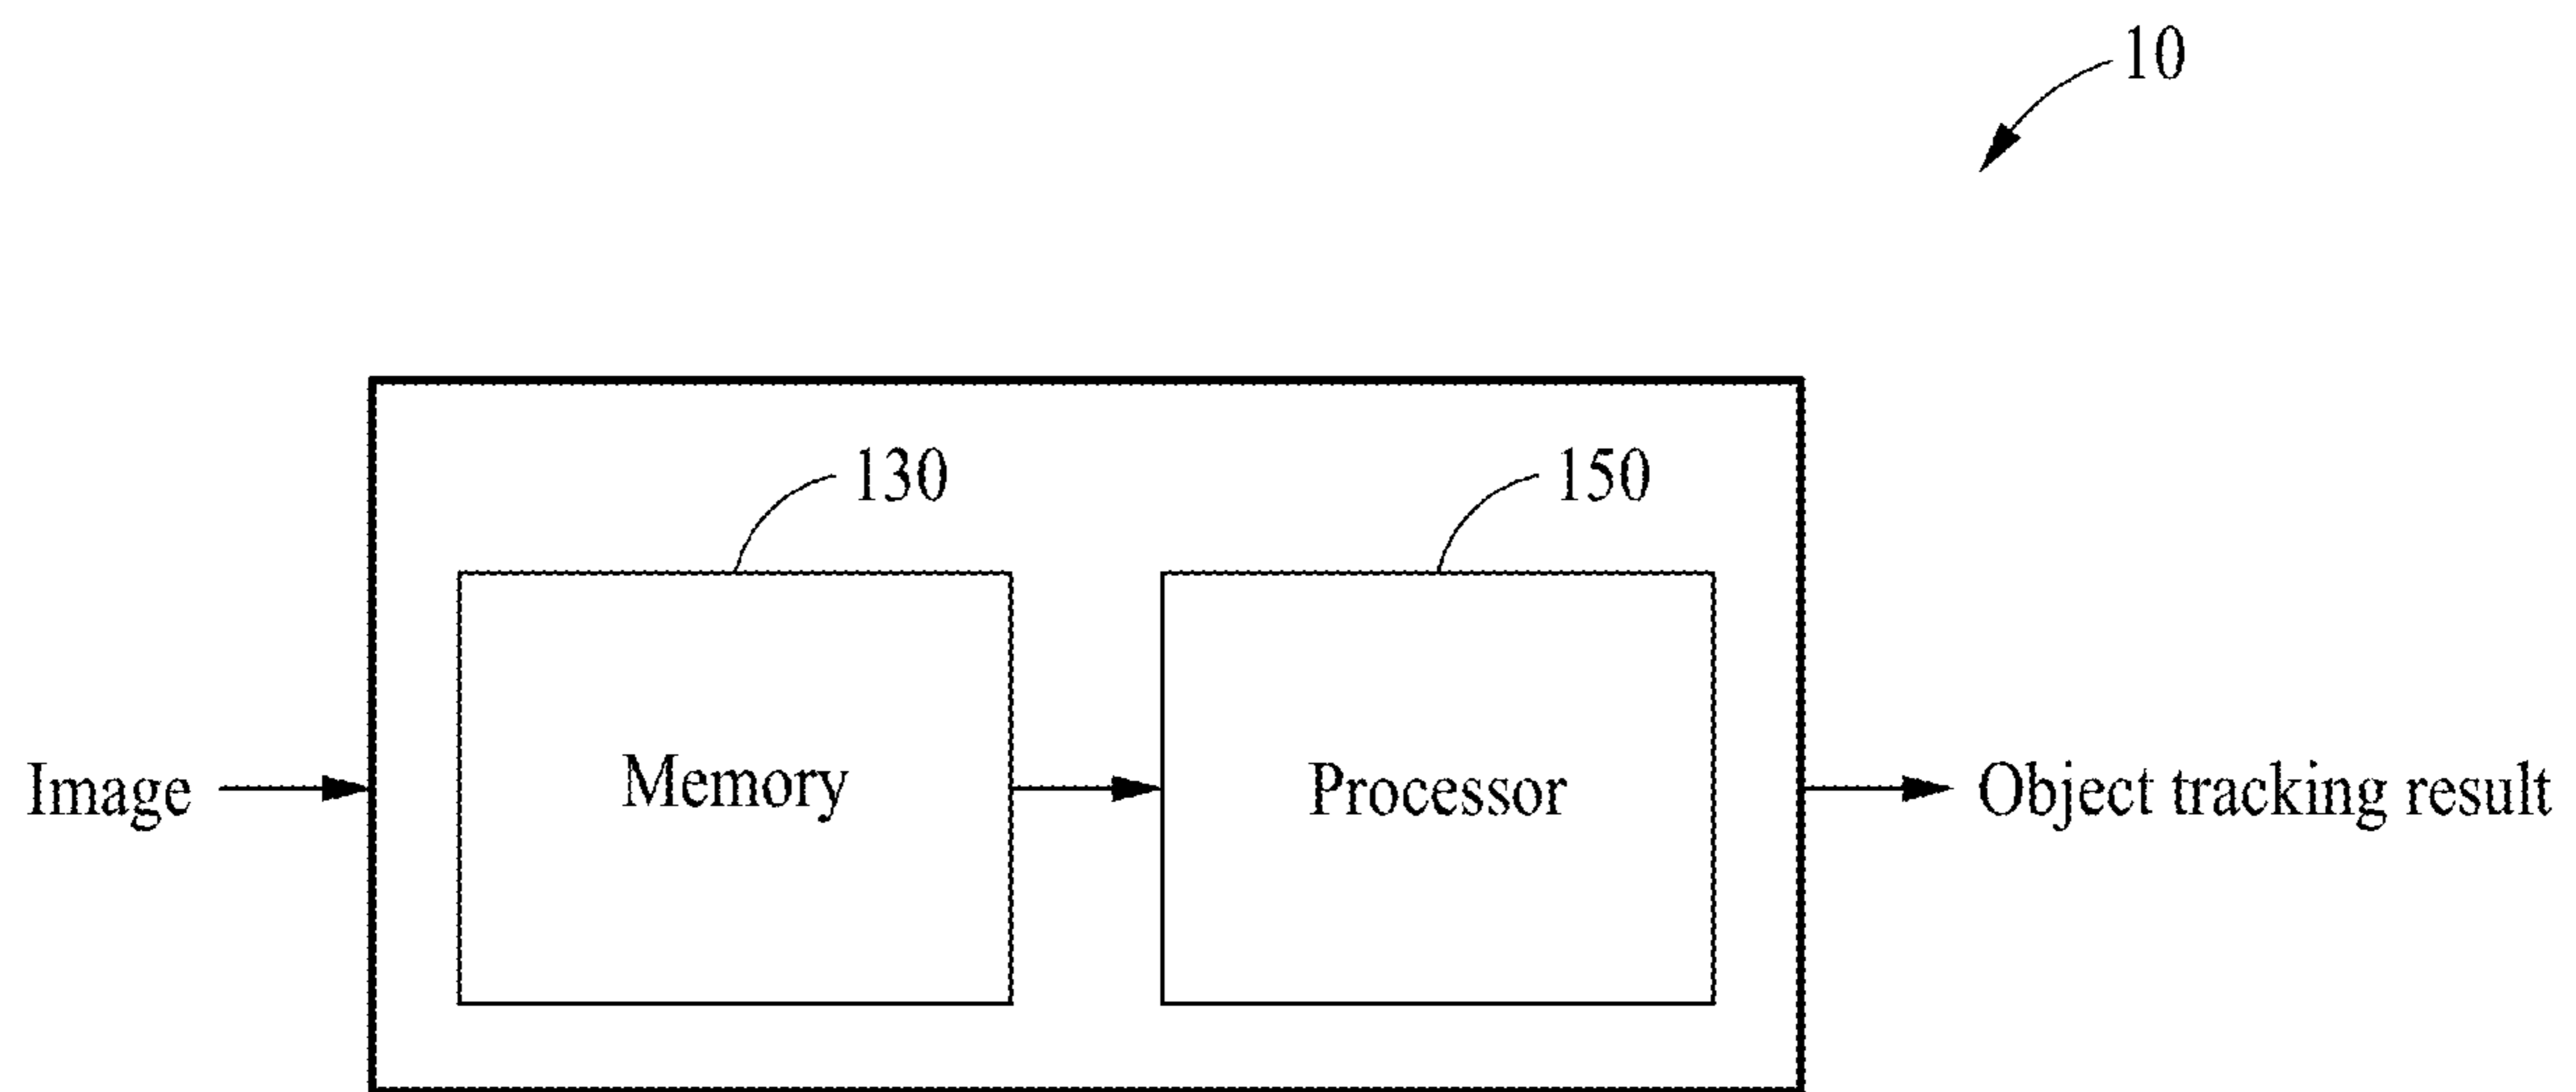 10
130
150
Image
Memory
Processor
Object tracking result